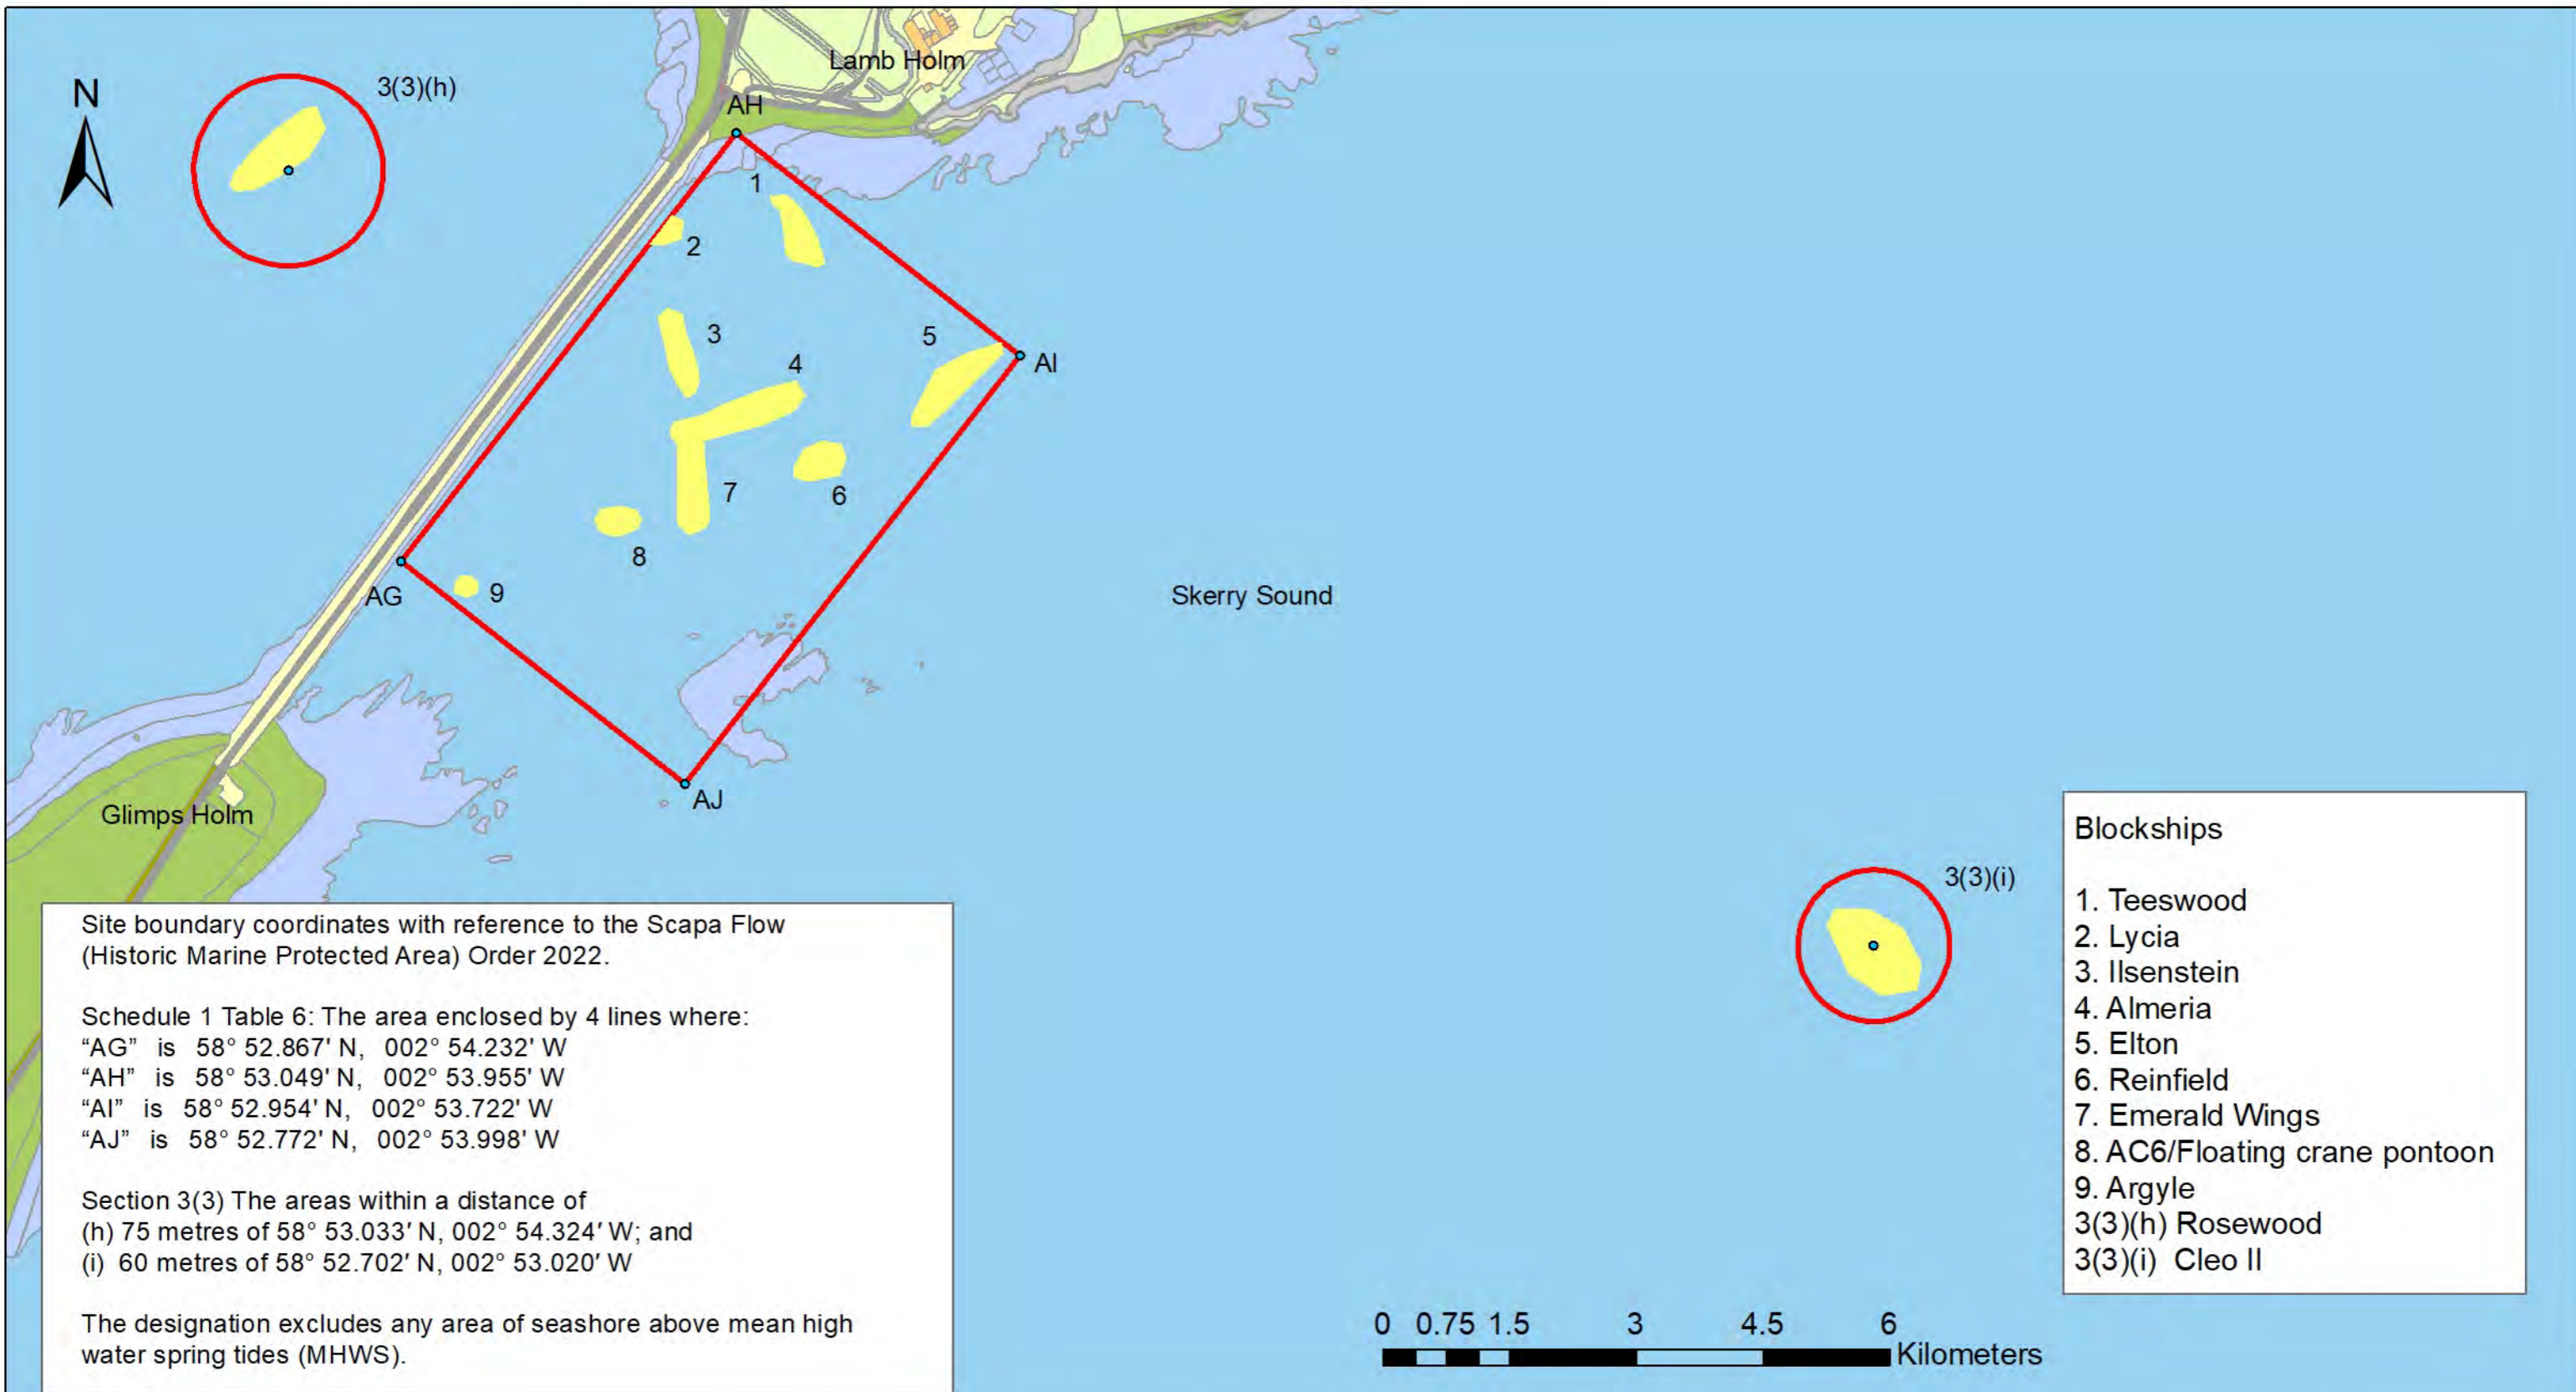 N
3(3)(h)
Lamb Holm
AH
1
2
3
4
5
AI
6
7
8
AG
9
Skerry Sound
AJ
Glimps Holm
3(3)(i)
Site boundary coordinates with reference to the Scapa Flow
(Historic Marine Protected Area) Order 2022.
Schedule 1 Table 6: The area enclosed by 4 lines where:
“AG” is 58° 52.867' N, 002° 54.232' W
“AH” is 58° 53.049' N, 002° 53.955' W
“AI” is 58° 52.954' N, 002° 53.722' W
“AJ” is 58° 52.772' N, 002° 53.998' W
Section 3(3) The areas within a distance of
(h) 75 metres of 58° 53.033′ N, 002° 54.324′ W; and
(i) 60 metres of 58° 52.702′ N, 002° 53.020′ W
The designation excludes any area of seashore above mean high
water spring tides (MHWS).
0 0.75 1.5 3 4.5 6
Kilometers
Blockships
1. Teeswood
2. Lycia
3. Ilsenstein
4. Almeria
5. Elton
6. Reinfield
7. Emerald Wings
8. AC6/Floating crane pontoon
9. Argyle
3(3)(h) Rosewood
3(3)(i) Cleo II